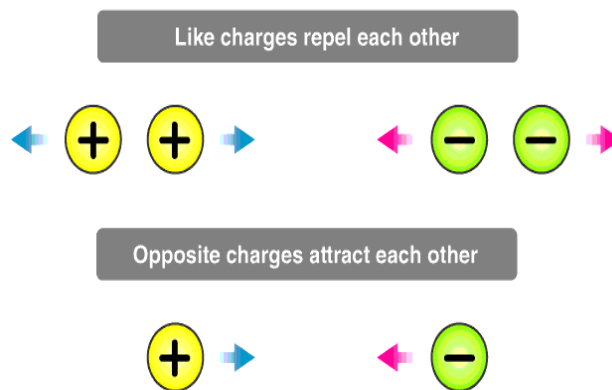 Like charges repel each other
+ + − −
Opposite charges attract each other
+ −